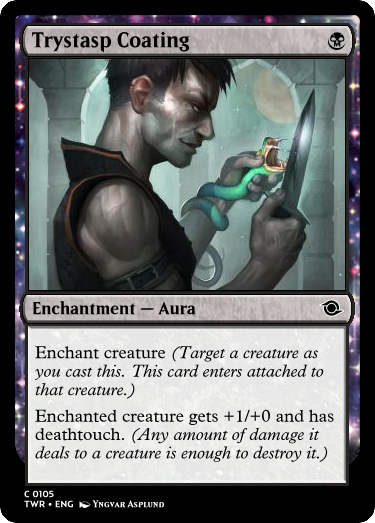 Trystasp Coating
Enchantment — Aura
Enchant creature (Target a creature as
you cast this. This card enters attached to
that creature.)
Enchanted creature gets +1/+0 and has
deathtouch. (Any amount of damage it
deals to a creature is enough to destroy it.)
C 0105
TWR • ENG Yngvar Asplund